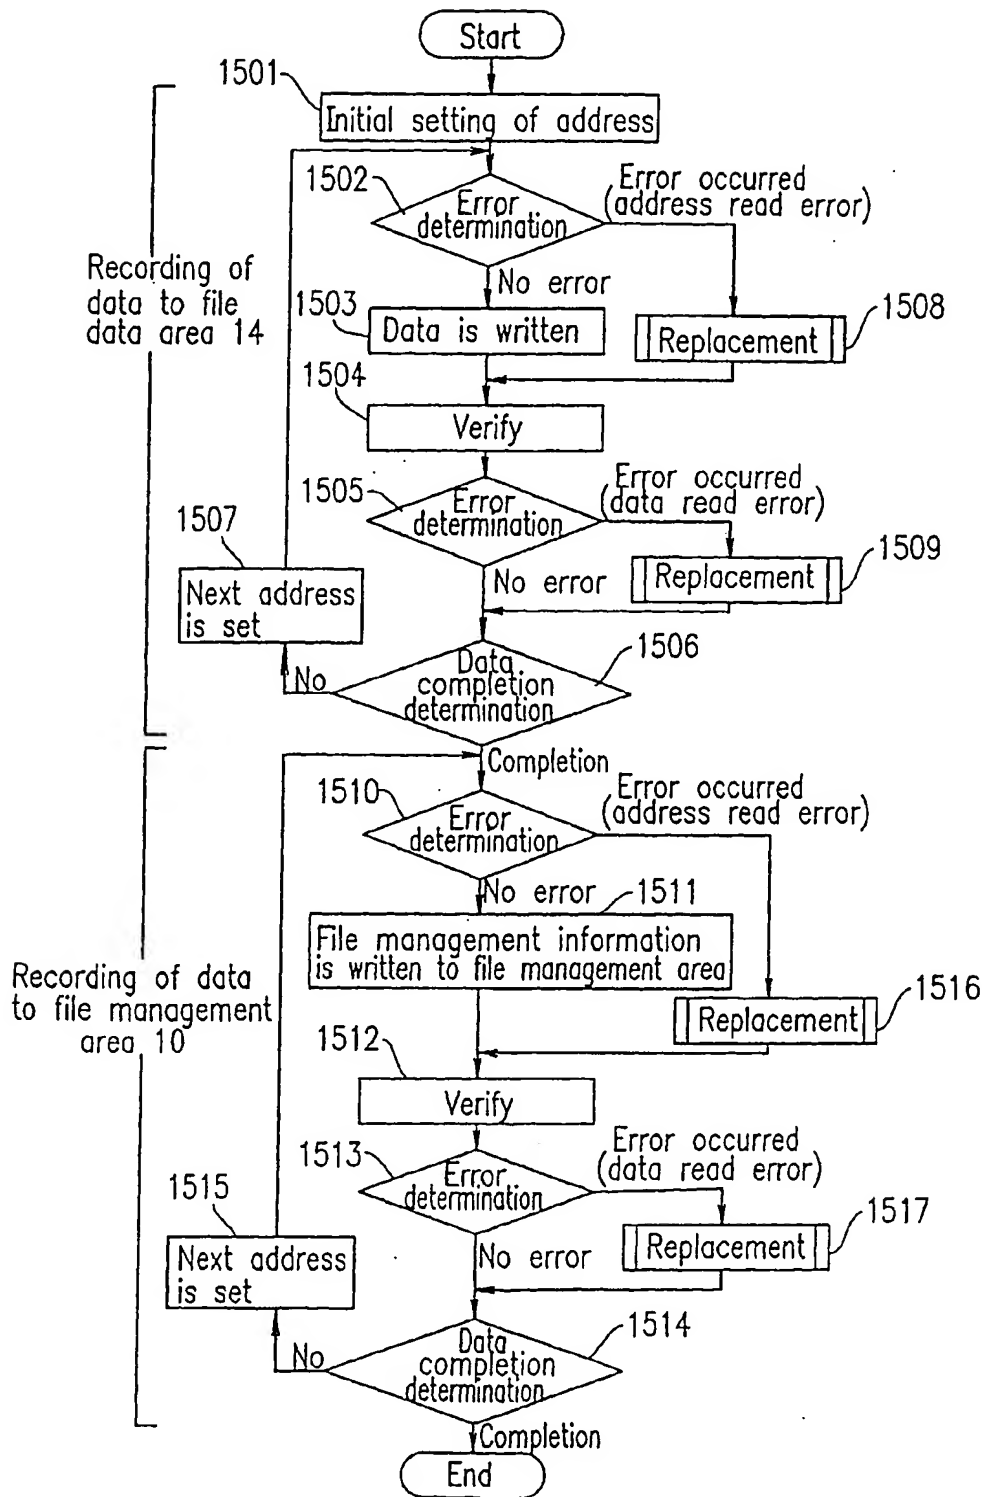 Start
1501
Initial setting of address
1502
Error
determination
Error occurred
(address read error)
Recording of
data to file
data area 14
No error
1503
Data is written
1508
Replacement
1504
Verify
1505
Error
determination
Error occurred
(data read error)
1507
Next address
is set
No error
1509
Replacement
1506
Data
completion
determination
No
Completion
1510
Error
determination
Error occurred
(address read error)
No error
1511
File management information
is written to file management area
Recording of data
to file management
area 10
1516
Replacement
1512
Verify
1513
Error
determination
Error occurred
(data read error)
1515
Next address
is set
No error
1517
Replacement
1514
Data
completion
determination
No
Completion
End